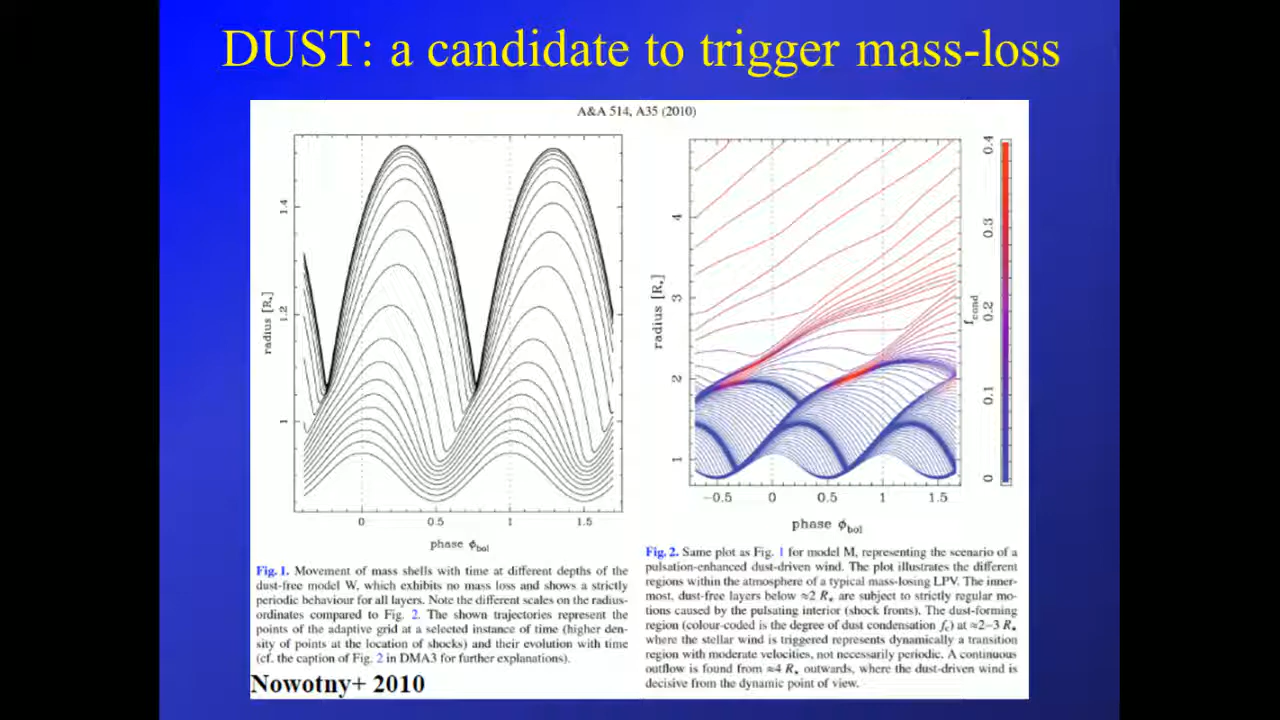 DUST: a candidate to trigger mass-loss
A&A 514, A35 (2010)
radius [R*]
1.4
1.2
1
0
0.5
1
1.5
phase ϕbol
Fig. 1. Movement of mass shells with time at different depths of the
dust-free model W, which exhibits no mass loss and shows a strictly
periodic behaviour for all layers. Note the different scales on the radius-
ordinates compared to Fig. 2. The shown trajectories represent the
points of the adaptive grid at a selected instance of time (higher den-
sity of points at the location of shocks) and their evolution with time
(cf. the caption of Fig. 2 in DMA3 for further explanations).
Nowotny+ 2010
radius [R*]
4
3
2
1
−0.5
0
0.5
1
1.5
phase ϕbol
fcond
0.4
0.3
0.2
0.1
0
Fig. 2. Same plot as Fig. 1 for model M, representing the scenario of a
pulsation-enhanced dust-driven wind. The plot illustrates the different
regions within the atmosphere of a typical mass-losing LPV. The inner-
most, dust-free layers below ≈2 R* are subject to strictly regular mo-
tions caused by the pulsating interior (shock fronts). The dust-forming
region (colour-coded is the degree of dust condensation fc) at ≈2–3 R*
where the stellar wind is triggered represents dynamically a transition
region with moderate velocities, not necessarily periodic. A continuous
outflow is found from ≈4 R* outwards, where the dust-driven wind is
decisive from the dynamic point of view.